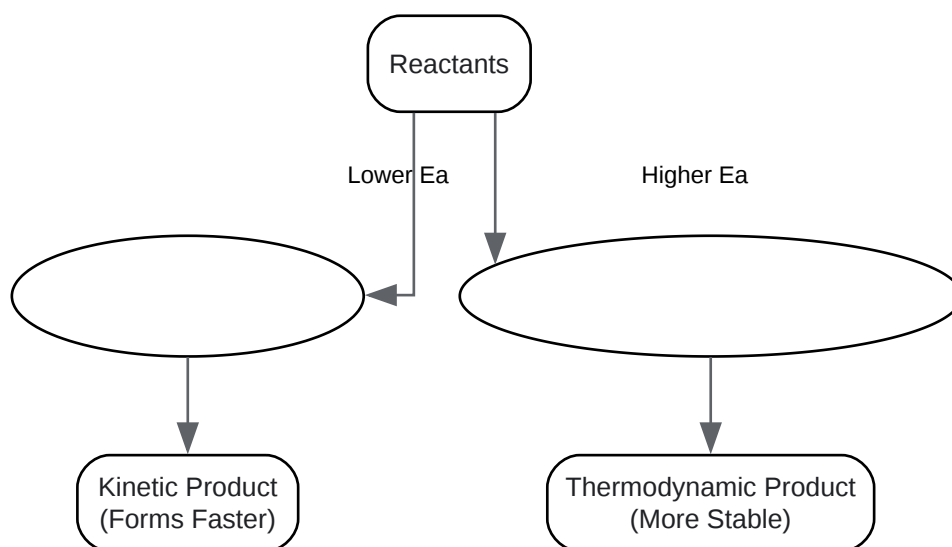 Reactants
Lower Ea
Higher Ea
Kinetic Product
(Forms Faster)
Thermodynamic Product
(More Stable)